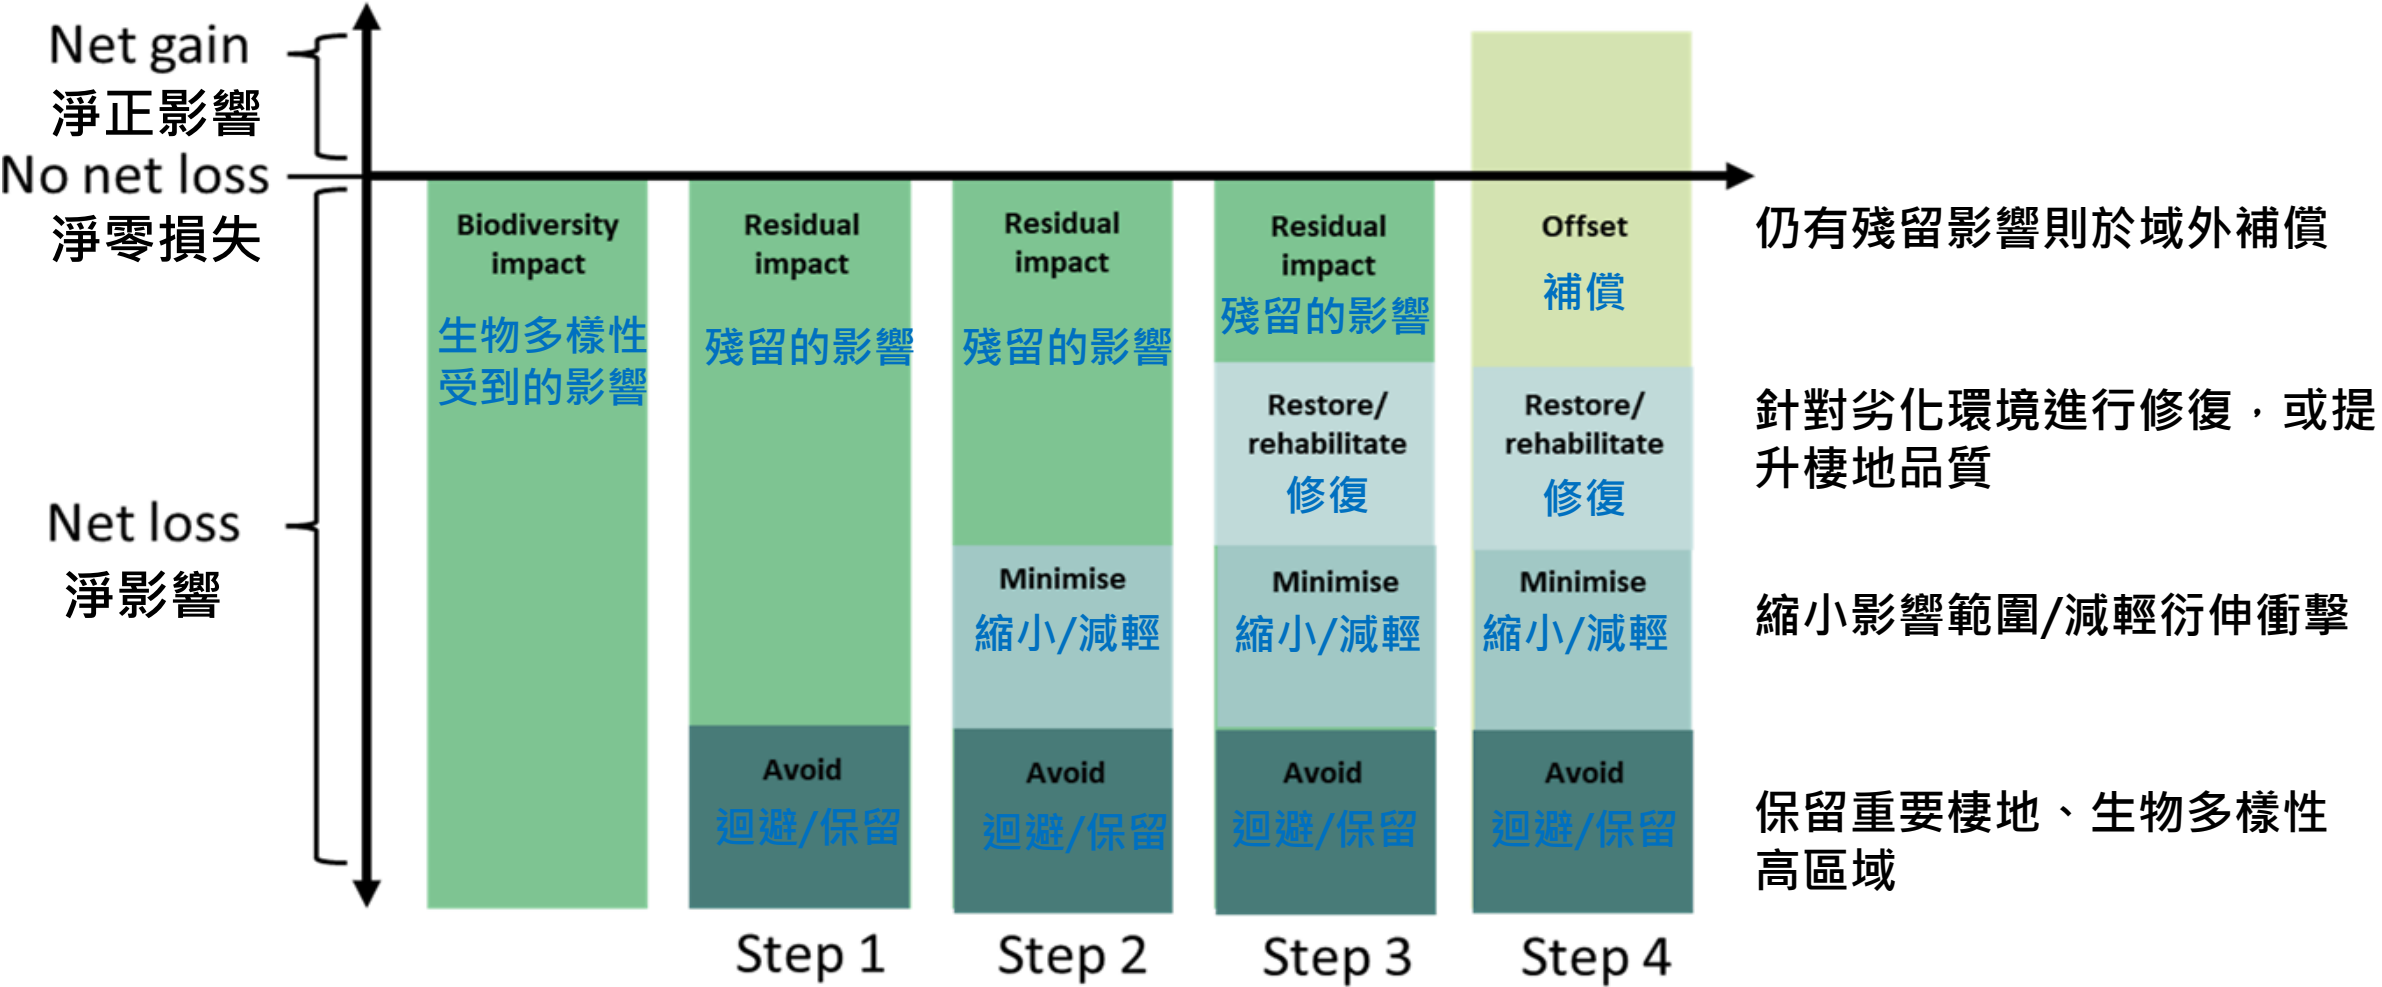 Net gain
淨正影響
No net loss
淨零損失
Net loss
淨影響
Biodiversity
impact
生物多樣性
受到的影響
Residual
impact
殘留的影響
Avoid
迴避/保留
Step 1
Residual
impact
殘留的影響
Minimise
縮小/減輕
Avoid
迴避/保留
Step 2
Residual
impact
殘留的影響
Restore/
rehabilitate
修復
Minimise
縮小/減輕
Avoid
迴避/保留
Step 3
Offset
補償
Restore/
rehabilitate
修復
Minimise
縮小/減輕
Avoid
迴避/保留
Step 4
仍有殘留影響則於域外補償
針對劣化環境進行修復，或提
升棲地品質
縮小影響範圍/減輕衍伸衝擊
保留重要棲地、生物多樣性
高區域